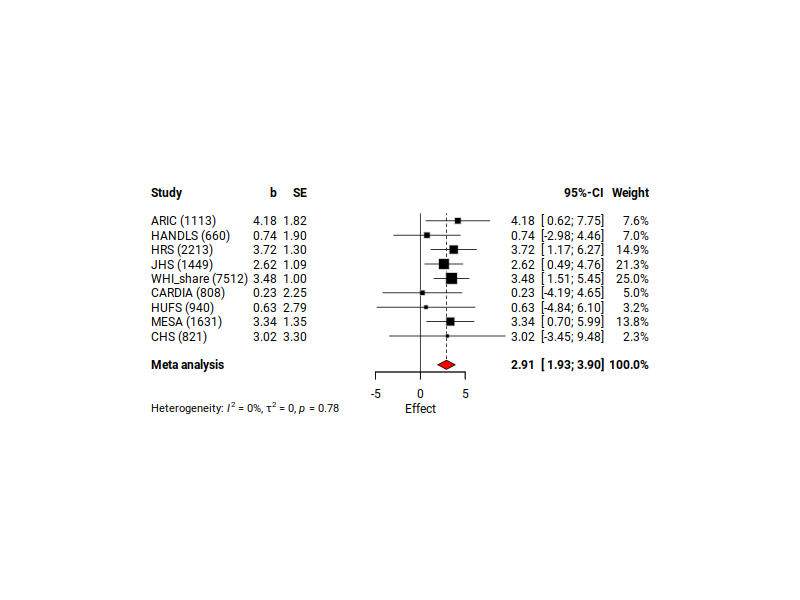 Study b SE 95%-CI Weight
ARIC (1113) 4.18 1.82 4.18 [ 0.62; 7.75] 7.6%
HANDLS (660) 0.74 1.90 0.74 [-2.98; 4.46] 7.0%
HRS (2213) 3.72 1.30 3.72 [ 1.17; 6.27] 14.9%
JHS (1449) 2.62 1.09 2.62 [ 0.49; 4.76] 21.3%
WHI_share (7512) 3.48 1.00 3.48 [ 1.51; 5.45] 25.0%
CARDIA (808) 0.23 2.25 0.23 [-4.19; 4.65] 5.0%
HUFS (940) 0.63 2.79 0.63 [-4.84; 6.10] 3.2%
MESA (1631) 3.34 1.35 3.34 [ 0.70; 5.99] 13.8%
CHS (821) 3.02 3.30 3.02 [-3.45; 9.48] 2.3%
Meta analysis 2.91 [ 1.93; 3.90] 100.0%
-5 0 5
Heterogeneity: I² = 0%, τ² = 0, p = 0.78 Effect